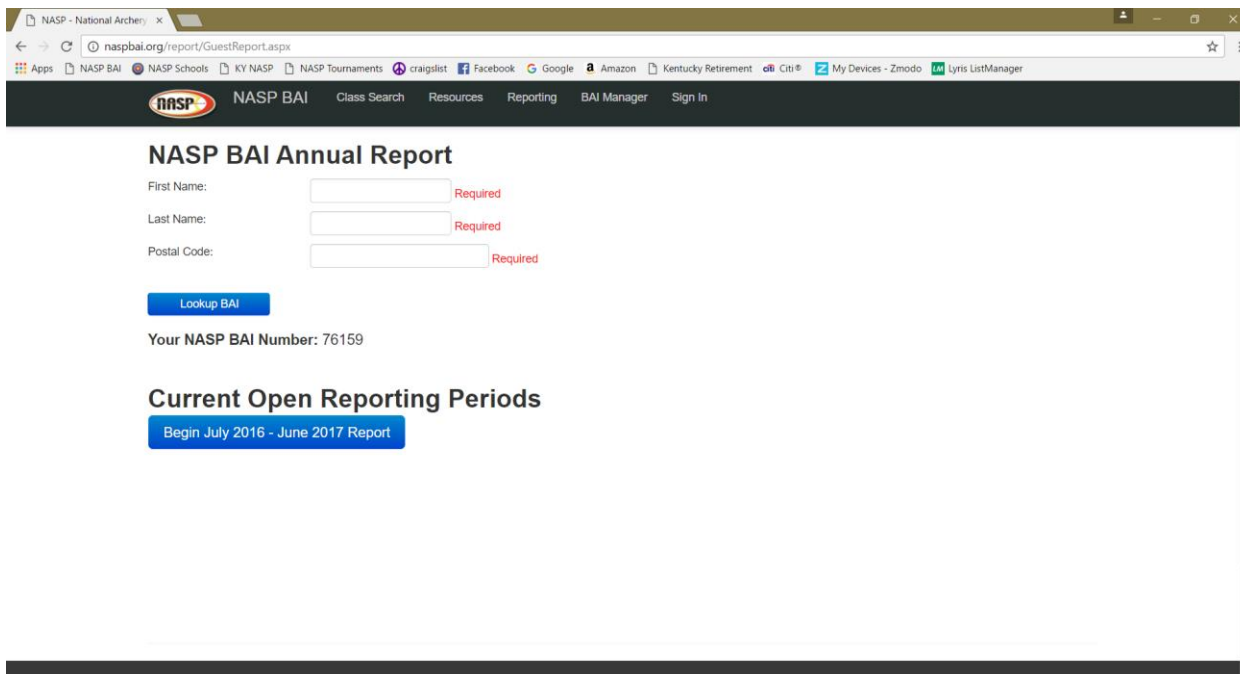 NASP - National Archery
naspbai.org/report/GuestReport.aspx
Apps NASP BAI NASP Schools KY NASP NASP Tournaments craigslist Facebook Google Amazon Kentucky Retirement citi Citi® Z My Devices - Zmodo LM Lyris ListManager
NASP NASP BAI Class Search Resources Reporting BAI Manager Sign In
NASP BAI Annual Report
First Name: Required
Last Name: Required
Postal Code: Required
Lookup BAI
Your NASP BAI Number: 76159
Current Open Reporting Periods
Begin July 2016 - June 2017 Report